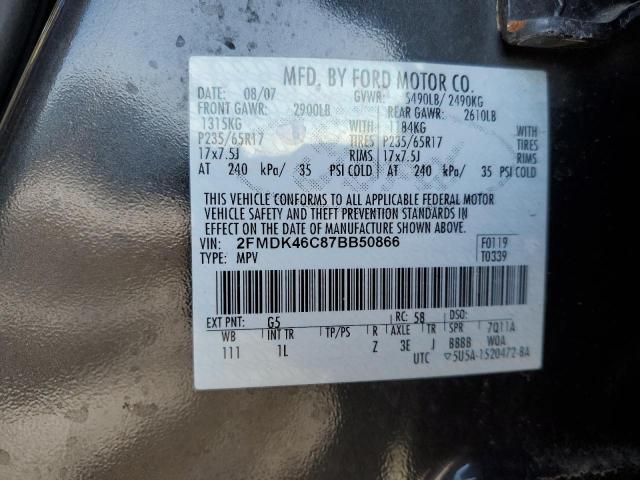 MFD. BY FORD MOTOR CO.
DATE: 08/07 GVWR: 5490LB/ 2490KG
FRONT GAWR: 2900LB REAR GAWR: 2610LB
1315KG 1184KG
P235/65R17 TIRES P235/65R17 TIRES
17x7.5J RIMS 17x7.5J RIMS
AT 240 kPa/ 35 PSI COLD AT 240 kPa/ 35 PSI COLD
THIS VEHICLE CONFORMS TO ALL APPLICABLE FEDERAL MOTOR
VEHICLE SAFETY AND THEFT PREVENTION STANDARDS IN
EFFECT ON THE DATE OF MANUFACTURE SHOWN ABOVE.
VIN: 2FMDK46C87BB50866 F0119
TYPE: MPV T0339
EXT PNT: G5 RC: 58 DSO:
WB INT TR TP/PS R AXLE TR SPR 7Q11A
111 1L Z 3E J BBBB WOA
UTC ▽5U5A-1520472-BA